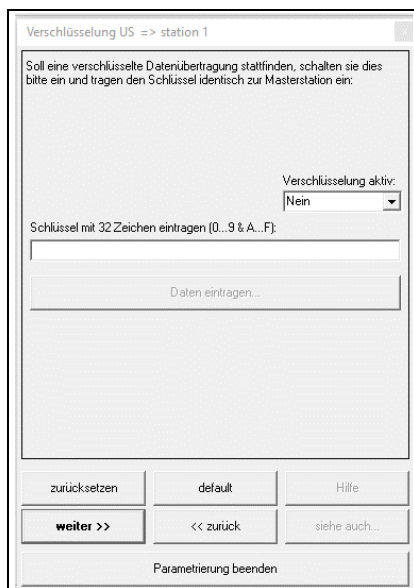 Verschlüsselung US => station 1
Soll eine verschlüsselte Datenübertragung stattfinden, schalten sie dies
bitte ein und tragen den Schlüssel identisch zur Masterstation ein:
Verschlüsselung aktiv:
Nein
Schlüssel mit 32 Zeichen eintragen (0...9 & A...F):
Daten eintragen...
zurücksetzen default Hilfe
weiter >> << zurück siehe auch...
Parametrierung beenden